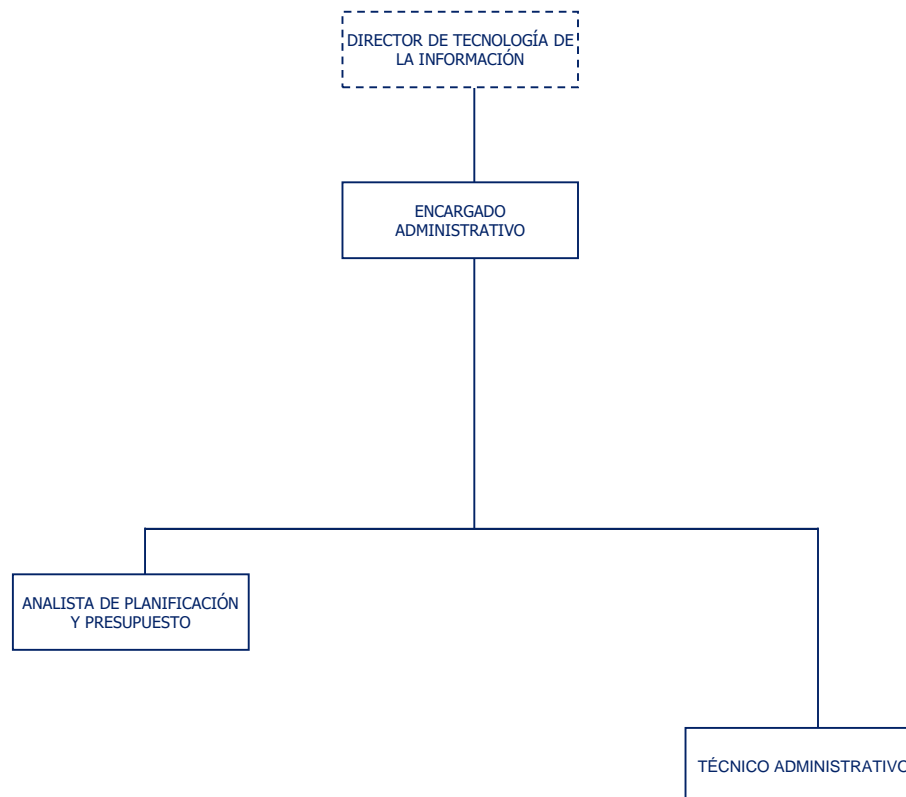 DIRECTOR DE TECNOLOGÍA DE
LA INFORMACIÓN
ENCARGADO
ADMINISTRATIVO
ANALISTA DE PLANIFICACIÓN
Y PRESUPUESTO
TÉCNICO ADMINISTRATIVO